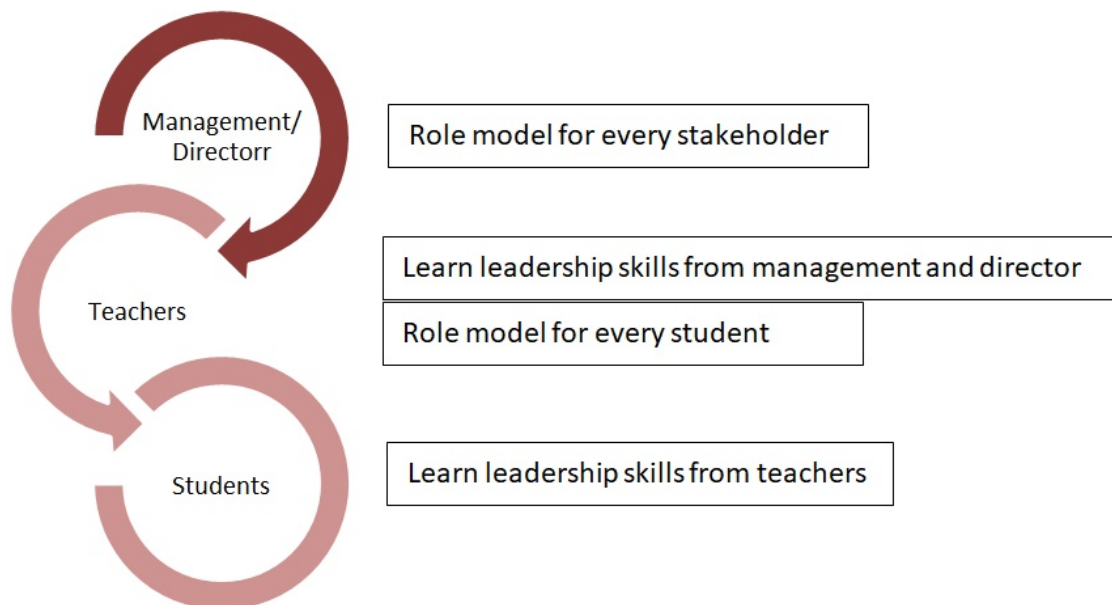 Management/
Directorr
Role model for every stakeholder
Learn leadership skills from management and director
Teachers
Role model for every student
Students
Learn leadership skills from teachers